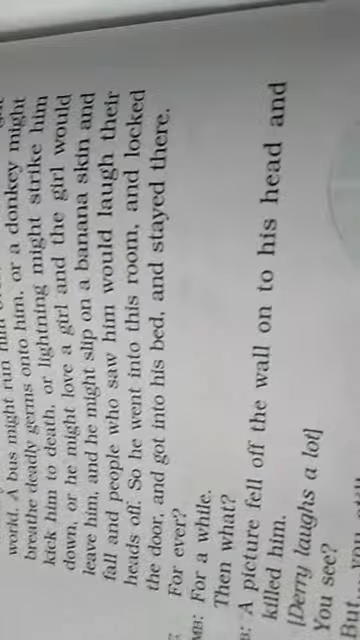 world. A bus might run him
breathe deadly germs onto him, or a donkey might
kick him to death, or lightning might strike him
down, or he might love a girl and the girl would
leave him, and he might slip on a banana skin and
fall and people who saw him would laugh their
heads off. So he went into this room, and locked
the door, and got into his bed, and stayed there.
For ever?
MB: For a while.
Then what?
B: A picture fell off the wall on to his head and
killed him.
[Derry laughs a lot]
You see?
But